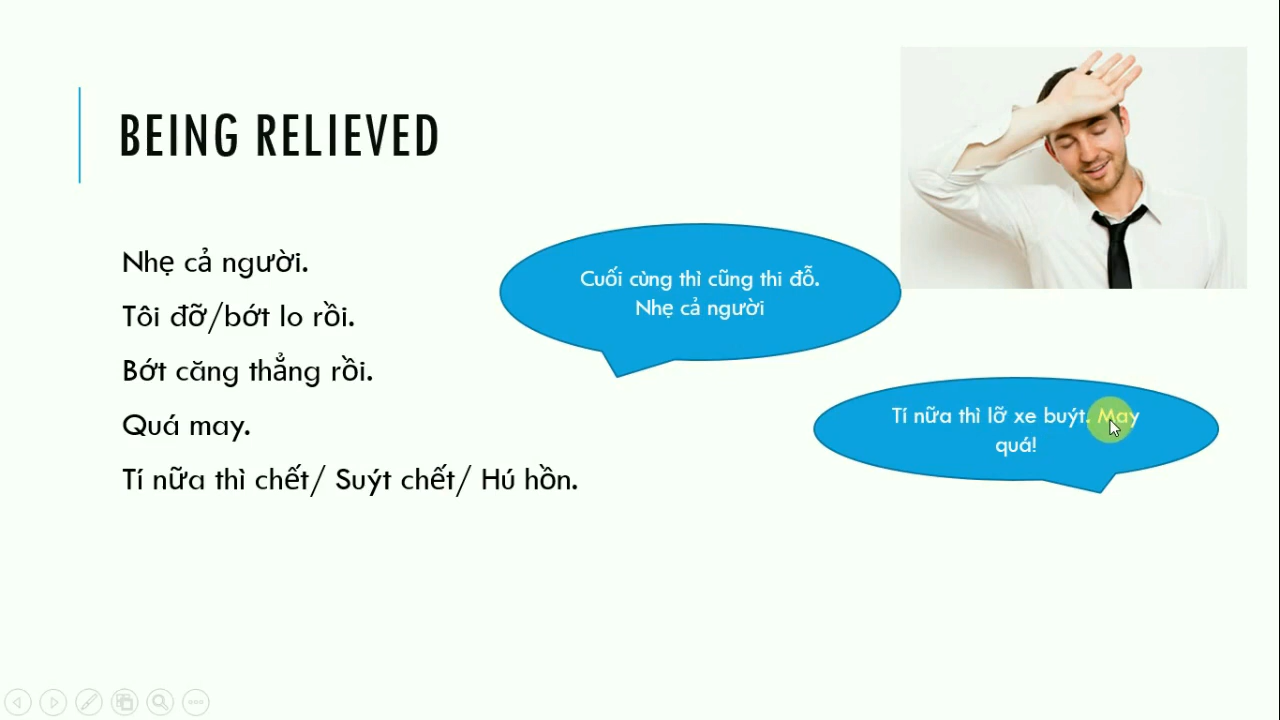 BEING RELIEVED
Nhẹ cả người.
Tôi đỡ/bớt lo rồi.
Bớt căng thẳng rồi.
Quá may.
Tí nữa thì chết/ Suýt chết/ Hú hồn.
Cuối cùng thì cũng thi đỗ.
Nhẹ cả người
Tí nữa thì lỡ xe buýt. May
quá!